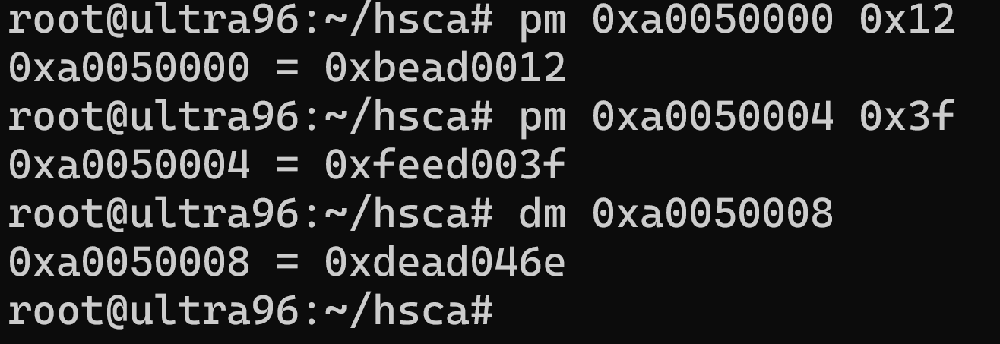 root@ultra96:~/hsca# pm 0xa0050000 0x12
0xa0050000 = 0xbead0012
root@ultra96:~/hsca# pm 0xa0050004 0x3f
0xa0050004 = 0xfeed003f
root@ultra96:~/hsca# dm 0xa0050008
0xa0050008 = 0xdead046e
root@ultra96:~/hsca#